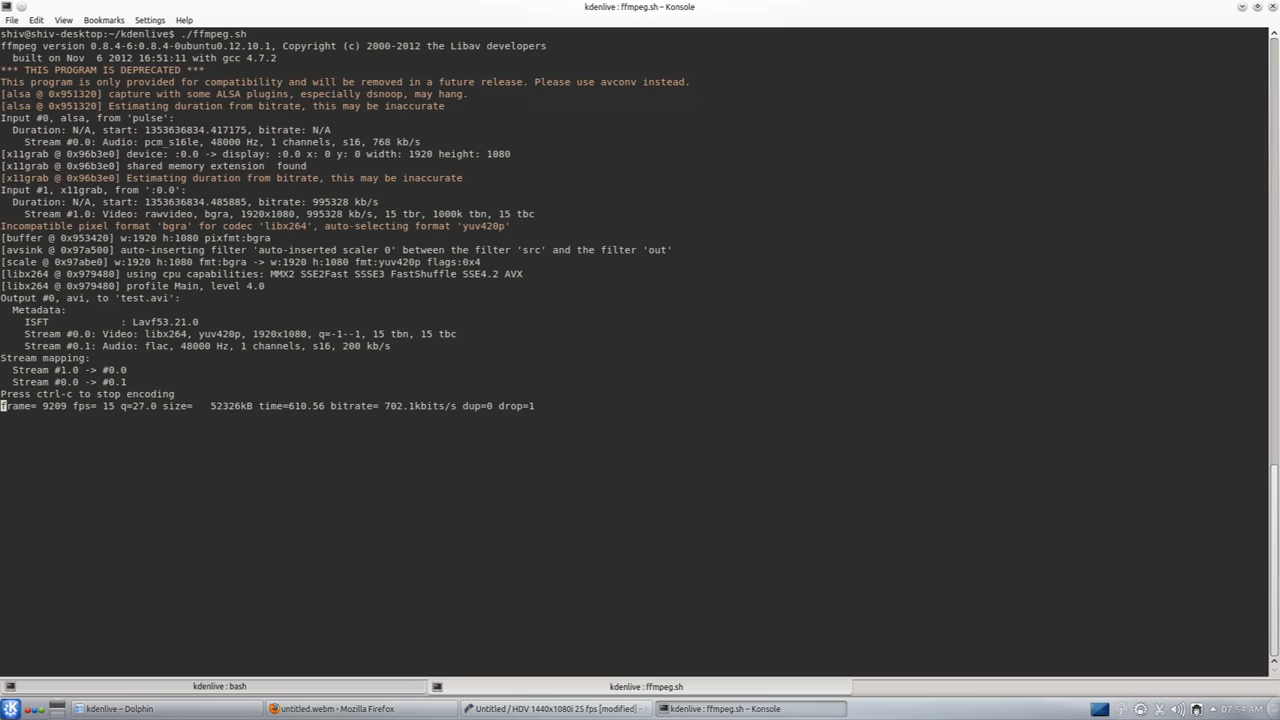 kdenlive : ffmpeg.sh – Konsole
File Edit View Bookmarks Settings Help
shiv@shiv-desktop:~/kdenlive$ ./ffmpeg.sh
ffmpeg version 0.8.4-6:0.8.4-0ubuntu0.12.10.1, Copyright (c) 2000-2012 the Libav developers
  built on Nov  6 2012 16:51:11 with gcc 4.7.2
*** THIS PROGRAM IS DEPRECATED ***
This program is only provided for compatibility and will be removed in a future release. Please use avconv instead.
[alsa @ 0x951320] capture with some ALSA plugins, especially dsnoop, may hang.
[alsa @ 0x951320] Estimating duration from bitrate, this may be inaccurate
Input #0, alsa, from 'pulse':
  Duration: N/A, start: 1353636834.417175, bitrate: N/A
    Stream #0.0: Audio: pcm_s16le, 48000 Hz, 1 channels, s16, 768 kb/s
[x11grab @ 0x96b3e0] device: :0.0 -> display: :0.0 x: 0 y: 0 width: 1920 height: 1080
[x11grab @ 0x96b3e0] shared memory extension  found
[x11grab @ 0x96b3e0] Estimating duration from bitrate, this may be inaccurate
Input #1, x11grab, from ':0.0':
  Duration: N/A, start: 1353636834.485885, bitrate: 995328 kb/s
    Stream #1.0: Video: rawvideo, bgra, 1920x1080, 995328 kb/s, 15 tbr, 1000k tbn, 15 tbc
Incompatible pixel format 'bgra' for codec 'libx264', auto-selecting format 'yuv420p'
[buffer @ 0x953420] w:1920 h:1080 pixfmt:bgra
[avsink @ 0x97a500] auto-inserting filter 'auto-inserted scaler 0' between the filter 'src' and the filter 'out'
[scale @ 0x97abe0] w:1920 h:1080 fmt:bgra -> w:1920 h:1080 fmt:yuv420p flags:0x4
[libx264 @ 0x979480] using cpu capabilities: MMX2 SSE2Fast SSSE3 FastShuffle SSE4.2 AVX
[libx264 @ 0x979480] profile Main, level 4.0
Output #0, avi, to 'test.avi':
  Metadata:
    ISFT            : Lavf53.21.0
    Stream #0.0: Video: libx264, yuv420p, 1920x1080, q=-1--1, 15 tbn, 15 tbc
    Stream #0.1: Audio: flac, 48000 Hz, 1 channels, s16, 200 kb/s
Stream mapping:
  Stream #1.0 -> #0.0
  Stream #0.0 -> #0.1
Press ctrl-c to stop encoding
frame= 9209 fps= 15 q=27.0 size=   52326kB time=610.56 bitrate= 702.1kbits/s dup=0 drop=1
kdenlive : bash
kdenlive : ffmpeg.sh
kdenlive – Dolphin
untitled.webm - Mozilla Firefox
Untitled / HDV 1440x1080i 25 fps [modified]
kdenlive : ffmpeg.sh – Konsole
07:54 AM